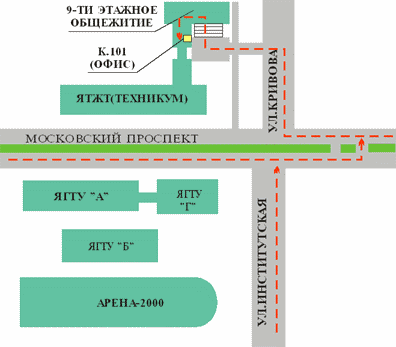 9-ТИ ЭТАЖНОЕ
ОБЩЕЖИТИЕ
К.101
(ОФИС)
ЯТЖТ(ТЕХНИКУМ)
УЛ.КРИВОВА
МОСКОВСКИЙ ПРОСПЕКТ
ЯГТУ "А"
ЯГТУ
"Г"
ЯГТУ "Б"
УЛ.ИНСТИТУТСКАЯ
АРЕНА-2000